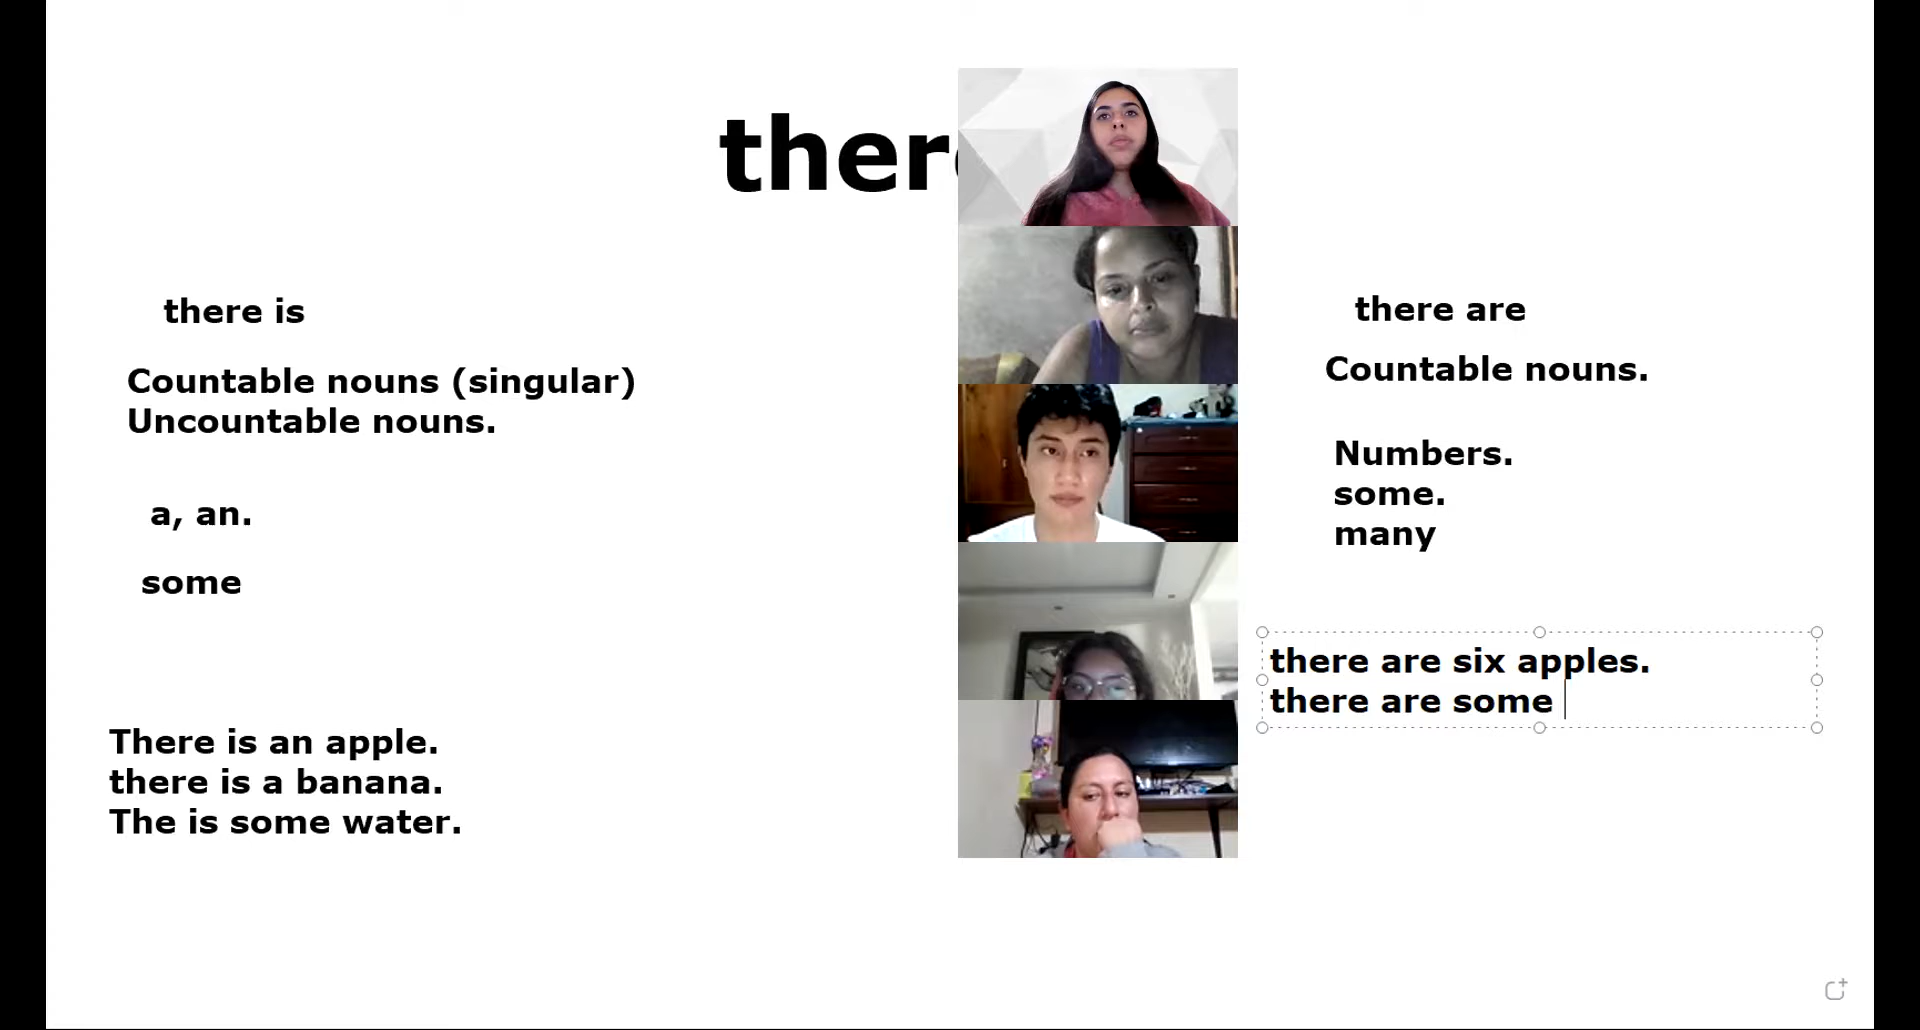 there
there is
Countable nouns (singular)
Uncountable nouns.
a, an.
some
There is an apple.
there is a banana.
The is some water.
there are
Countable nouns.
Numbers.
some.
many
there are six apples.
there are some